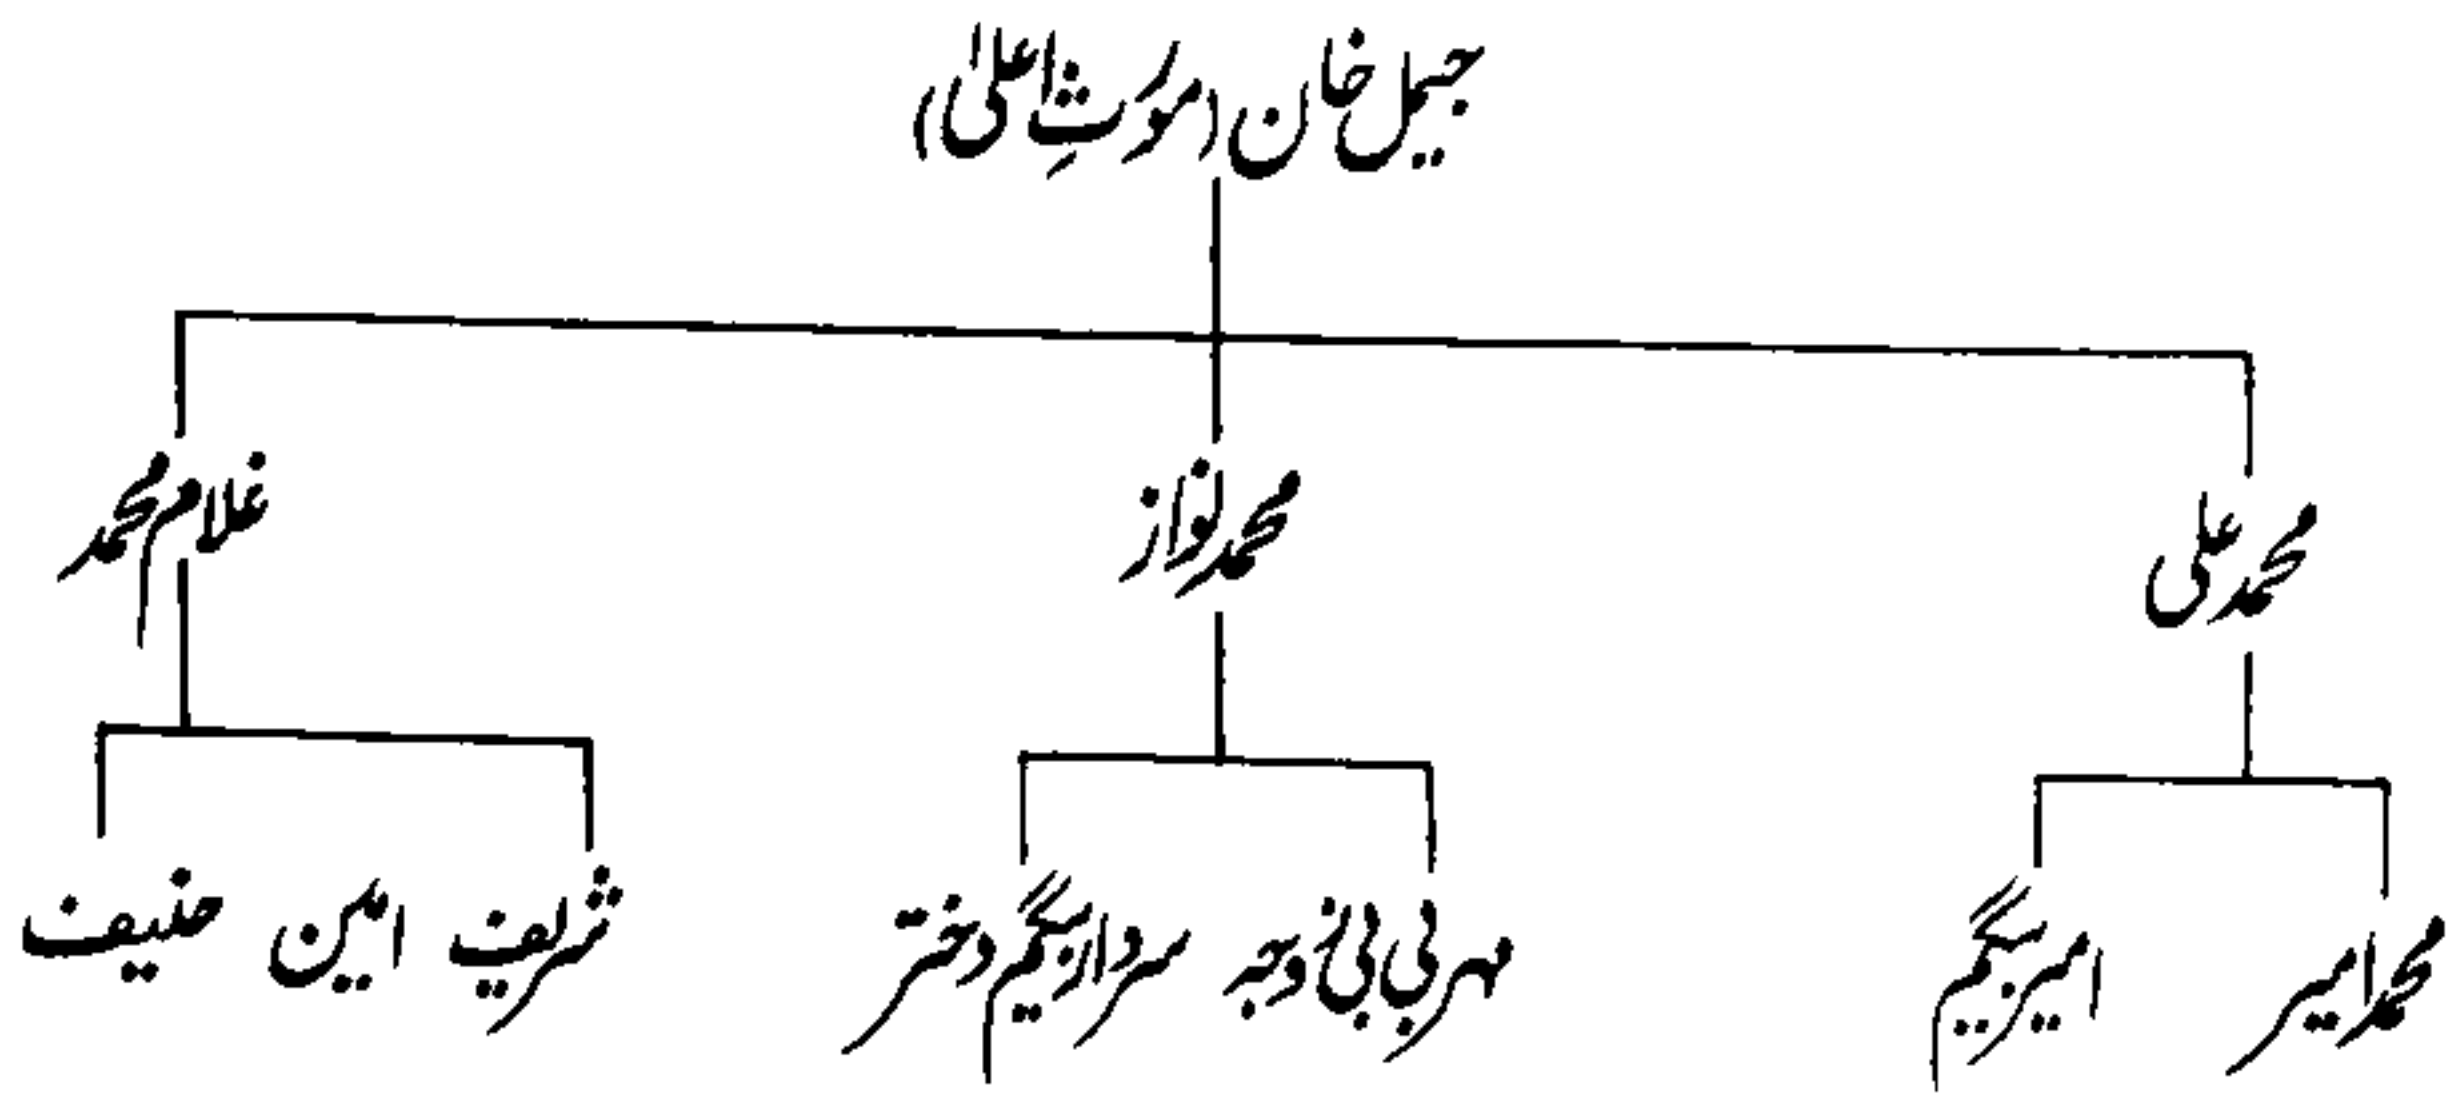 جمیل خان (مورثِ اعلیٰ)
محمد علی
محمد نواز
غلام محمد
محمد امیر
امیر بیگم
مہر بی بی زوجہ
سردار بیگم دختر
شریف
امین
حنیف